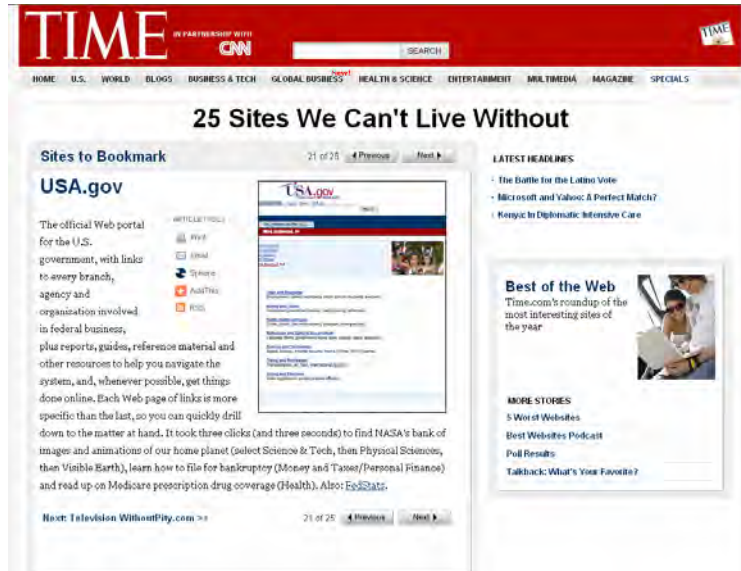 TIME
IN PARTNERSHIP WITH
CNN
SEARCH
TIME
HOME U.S. WORLD BLOGS BUSINESS & TECH GLOBAL BUSINESS New! HEALTH & SCIENCE ENTERTAINMENT MULTIMEDIA MAGAZINE SPECIALS
25 Sites We Can't Live Without
Sites to Bookmark
21 of 25 Previous Next
USA.gov
The official Web portal
for the U.S.
government, with links
to every branch,
agency and
organization involved
in federal business,
plus reports, guides, reference material and
other resources to help you navigate the
system, and, whenever possible, get things
done online. Each Web page of links is more
specific than the last, so you can quickly drill
down to the matter at hand. It took three clicks (and three seconds) to find NASA's bank of
images and animations of our home planet (select Science & Tech, then Physical Sciences,
then Visible Earth), learn how to file for bankruptcy (Money and Taxes/Personal Finance)
and read up on Medicare prescription drug coverage (Health). Also: FedStats.
ARTICLE TOOLS
Print
Email
Sphere
AddThis
RSS
USA.gov
Next: Television WithoutPity.com >>
21 of 25 Previous Next
LATEST HEADLINES
The Battle for the Latino Vote
Microsoft and Yahoo: A Perfect Match?
Kenya: In Diplomatic Intensive Care
Best of the Web
Time.com's roundup of the
most interesting sites of
the year
MORE STORIES
5 Worst Websites
Best Websites Podcast
Poll Results
Talkback: What's Your Favorite?